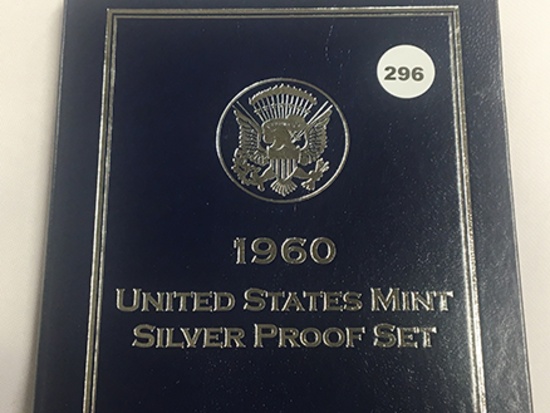 296
1960
UNITED STATES MINT
SILVER PROOF SET